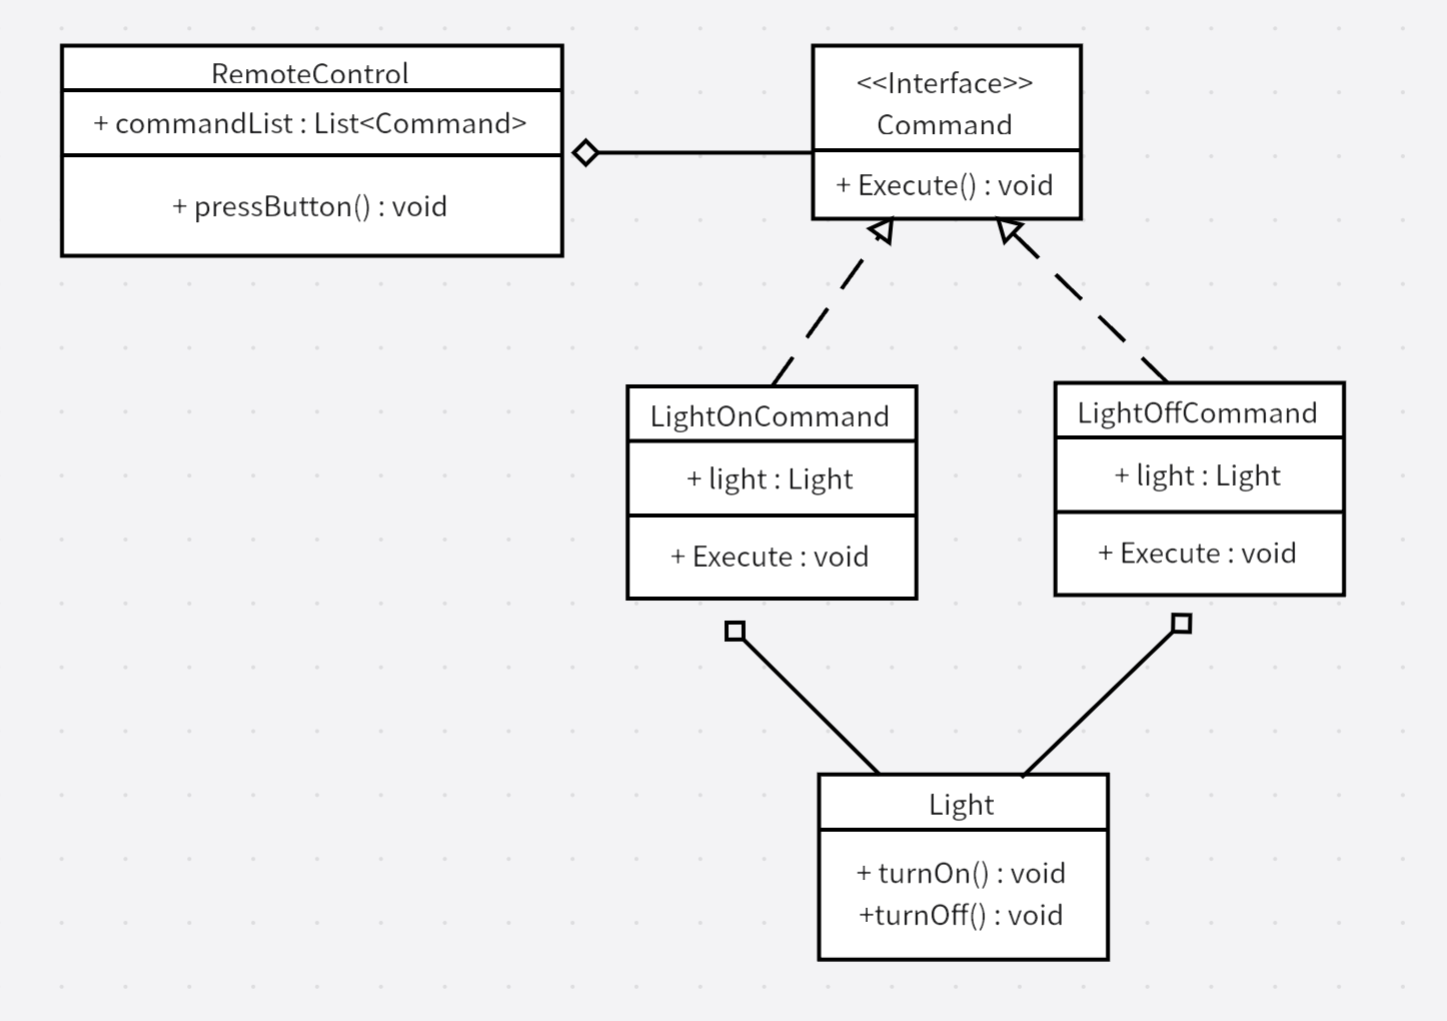 RemoteControl
+ commandList : List<Command>
+ pressButton() : void
<<Interface>>
Command
+ Execute() : void
LightOnCommand
+ light : Light
+ Execute : void
LightOffCommand
+ light : Light
+ Execute : void
Light
+ turnOn() : void
+turnOff() : void